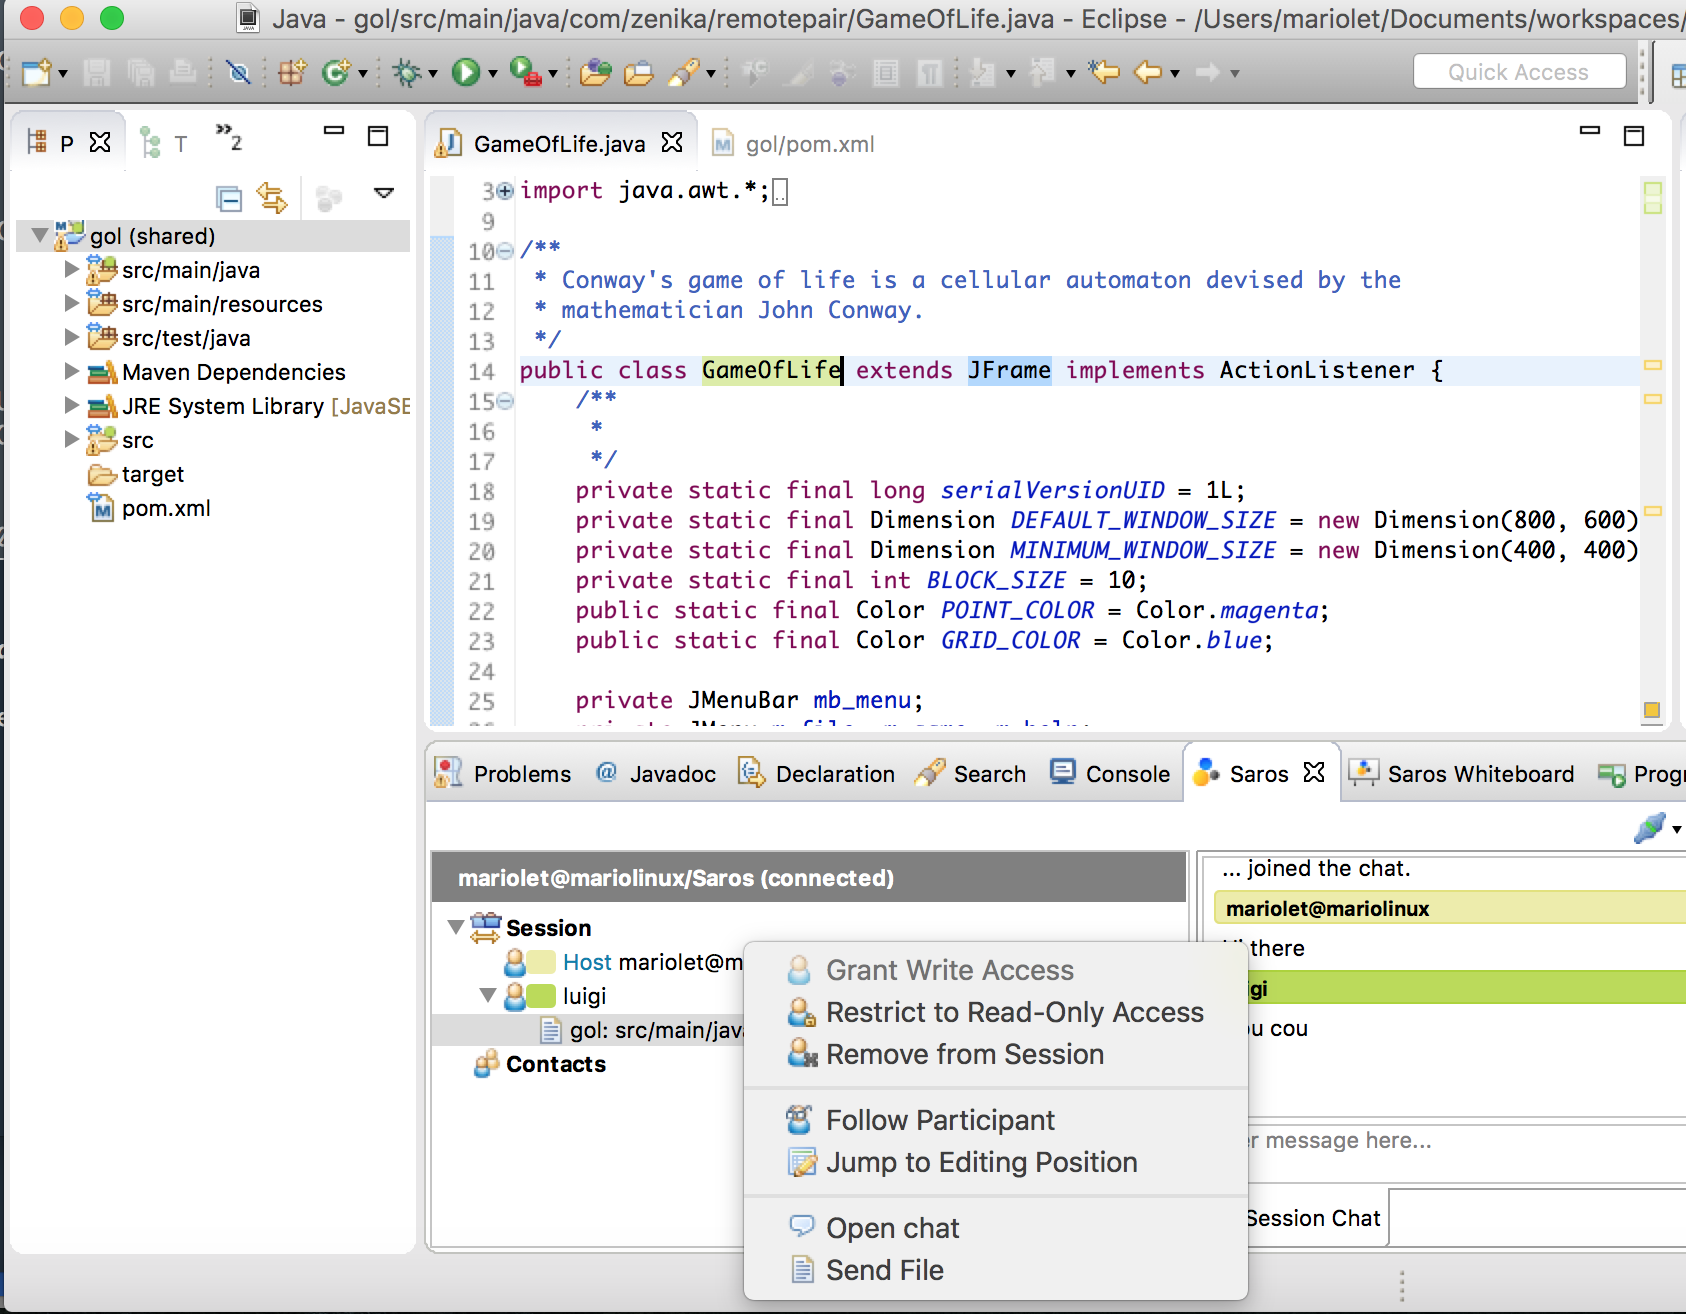 Java - gol/src/main/java/com/zenika/remotepair/GameOfLife.java - Eclipse - /Users/mariolet/Documents/workspaces/
Quick Access
P
T
»2
gol (shared)
src/main/java
src/main/resources
src/test/java
Maven Dependencies
JRE System Library [JavaSE
src
target
pom.xml
GameOfLife.java
gol/pom.xml
3 import java.awt.*;
9
10 /**
11 * Conway's game of life is a cellular automaton devised by the
12 * mathematician John Conway.
13 */
14 public class GameOfLife extends JFrame implements ActionListener {
15 /**
16 *
17 */
18 private static final long serialVersionUID = 1L;
19 private static final Dimension DEFAULT_WINDOW_SIZE = new Dimension(800, 600)
20 private static final Dimension MINIMUM_WINDOW_SIZE = new Dimension(400, 400)
21 private static final int BLOCK_SIZE = 10;
22 public static final Color POINT_COLOR = Color.magenta;
23 public static final Color GRID_COLOR = Color.blue;
24
25 private JMenuBar mb_menu;
Problems
Javadoc
Declaration
Search
Console
Saros
Saros Whiteboard
Progr
mariolet@mariolinux/Saros (connected)
Session
Host mariolet@m
luigi
gol: src/main/jav
Contacts
Grant Write Access
Restrict to Read-Only Access
Remove from Session
Follow Participant
Jump to Editing Position
Open chat
Send File
... joined the chat.
mariolet@mariolinux
there
gi
u cou
r message here...
Session Chat